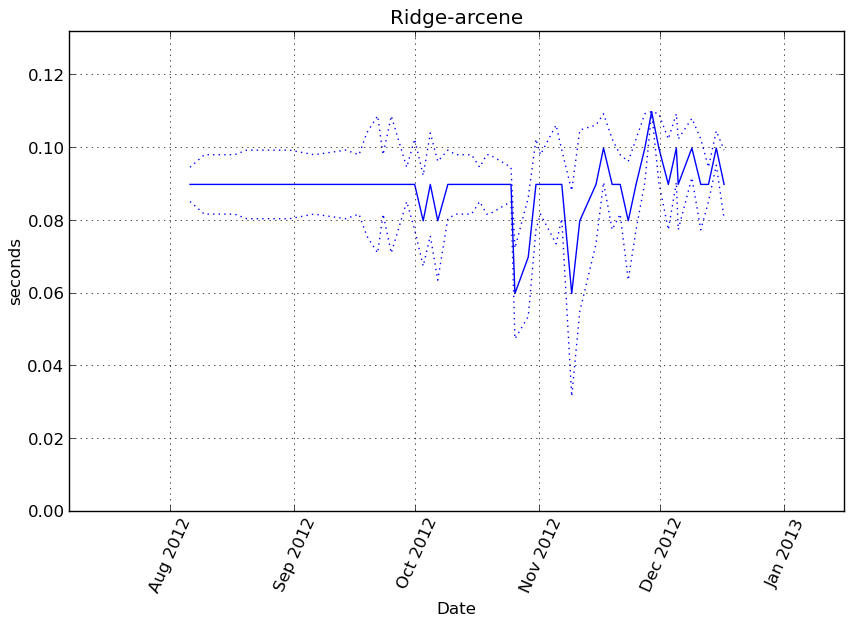 Ridge-arcene
0.12
0.10
0.08
0.06
0.04
0.02
0.00
seconds
Aug 2012
Sep 2012
Oct 2012
Nov 2012
Dec 2012
Jan 2013
Date